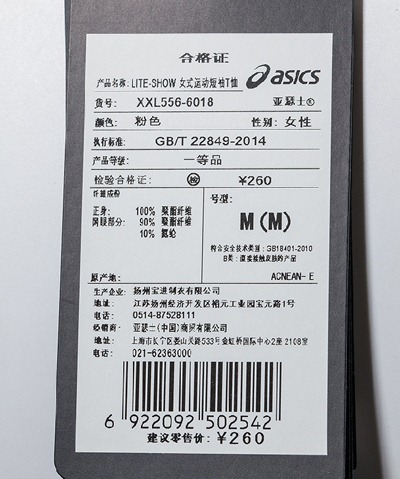 合格证
产品名称: LITE-SHOW 女式运动短袖T恤
asics
货号: XXL556-6018
亚瑟士®
颜色: 粉色
性别: 女性
执行标准: GB/T 22849-2014
产品等级: 一等品
检验合格证: 检 ¥260
纤维成份
正身: 100% 聚酯纤维
网眼部分: 90% 聚酯纤维
10% 氨纶
号型:
M(M)
符合安全技术类别: GB18401-2010
B类: 直接接触皮肤的产品
原产地:
ACNEAN-E
生产企业: 扬州宝进制衣有限公司
地址: 江苏扬州经济开发区裕元工业园宝元路1号
电话: 0514-87528111
经销商: 亚瑟士(中国)商贸有限公司
地址: 上海市长宁区娄山关路533号金虹桥国际中心2座 2108室
电话: 021-62363000
6 922092 502542
建议零售价: ¥260